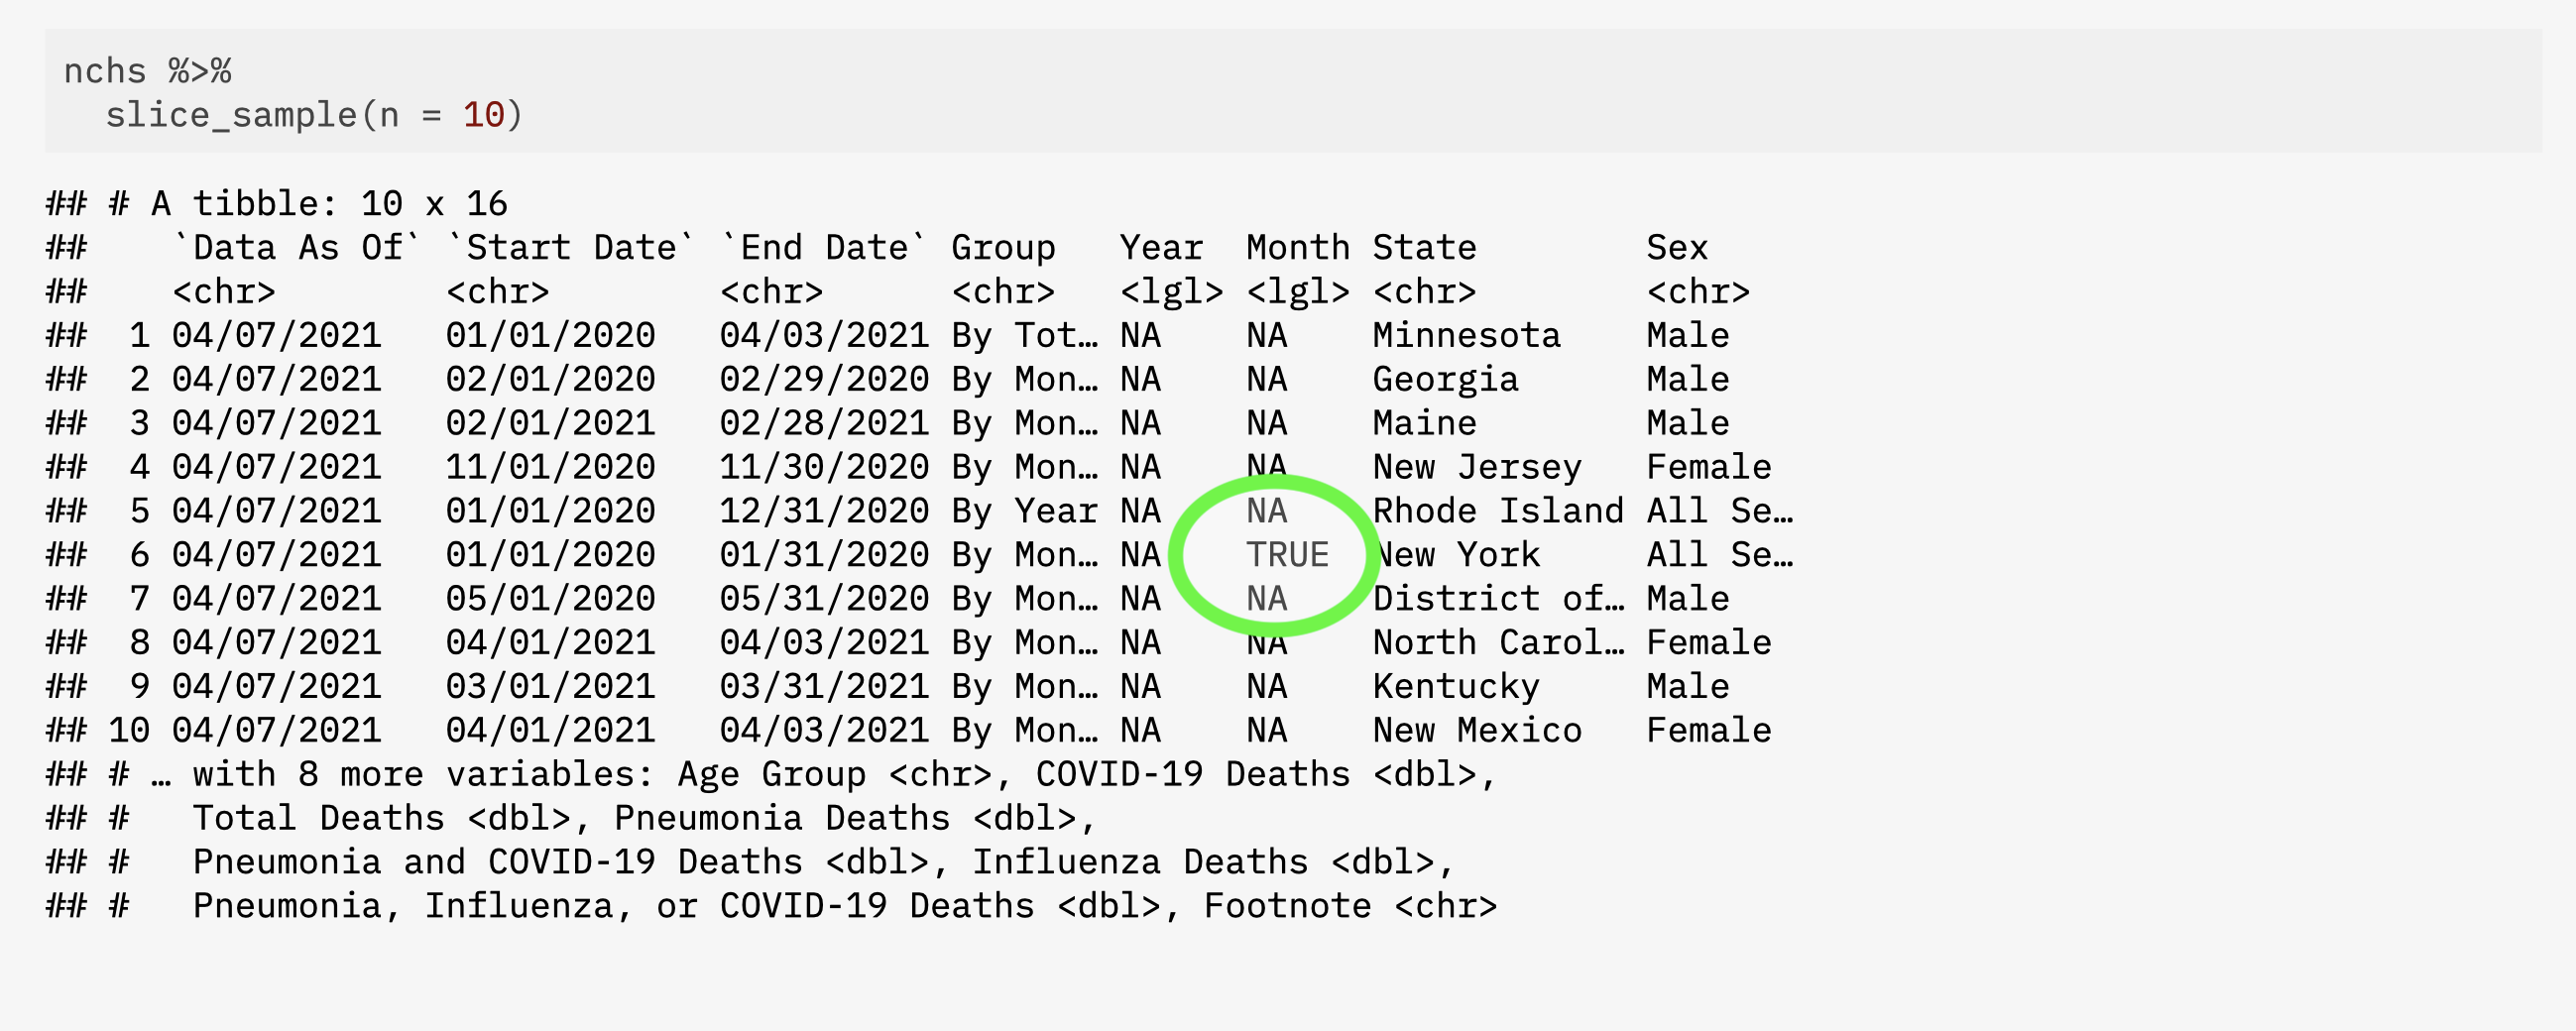 nchs %>%
  slice_sample(n = 10)
## # A tibble: 10 x 16
##    `Data As Of` `Start Date` `End Date` Group   Year  Month State        Sex
##    <chr>        <chr>        <chr>      <chr>   <lgl> <lgl> <chr>        <chr>
##  1 04/07/2021   01/01/2020   04/03/2021 By Tot… NA    NA    Minnesota    Male
##  2 04/07/2021   02/01/2020   02/29/2020 By Mon… NA    NA    Georgia      Male
##  3 04/07/2021   02/01/2021   02/28/2021 By Mon… NA    NA    Maine        Male
##  4 04/07/2021   11/01/2020   11/30/2020 By Mon… NA    NA    New Jersey   Female
##  5 04/07/2021   01/01/2020   12/31/2020 By Year NA    NA    Rhode Island All Se…
##  6 04/07/2021   01/01/2020   01/31/2020 By Mon… NA    TRUE  New York     All Se…
##  7 04/07/2021   05/01/2020   05/31/2020 By Mon… NA    NA    District of… Male
##  8 04/07/2021   04/01/2021   04/03/2021 By Mon… NA    NA    North Carol… Female
##  9 04/07/2021   03/01/2021   03/31/2021 By Mon… NA    NA    Kentucky     Male
## 10 04/07/2021   04/01/2021   04/03/2021 By Mon… NA    NA    New Mexico   Female
## # … with 8 more variables: Age Group <chr>, COVID-19 Deaths <dbl>,
## #   Total Deaths <dbl>, Pneumonia Deaths <dbl>,
## #   Pneumonia and COVID-19 Deaths <dbl>, Influenza Deaths <dbl>,
## #   Pneumonia, Influenza, or COVID-19 Deaths <dbl>, Footnote <chr>